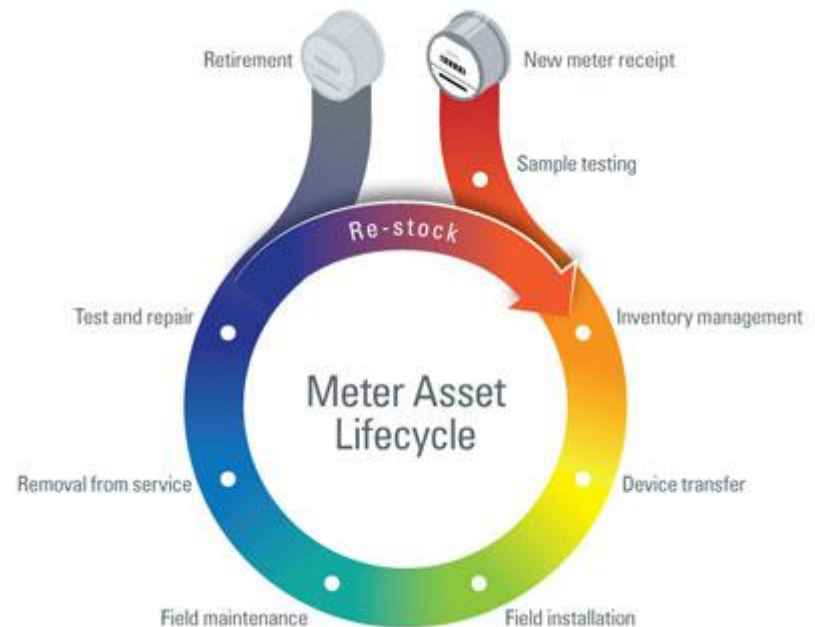 Retirement
New meter receipt
Sample testing
Re-stock
Test and repair
Inventory management
Meter Asset
Lifecycle
Removal from service
Device transfer
Field maintenance
Field installation